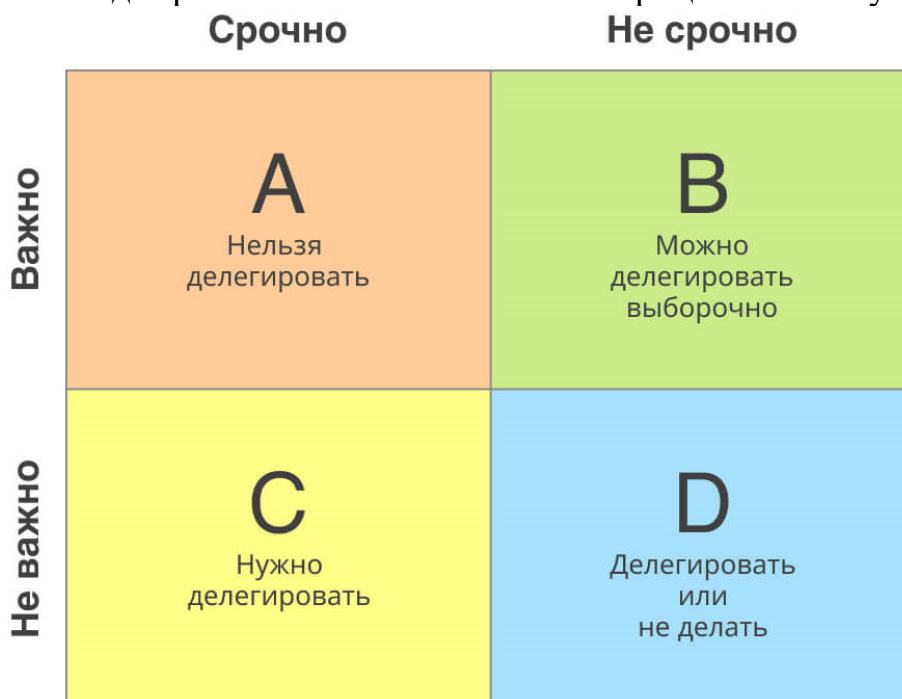 Срочно
Не срочно
Важно
A
Нельзя
делегировать
B
Можно
делегировать
выборочно
Не важно
C
Нужно
делегировать
D
Делегировать
или
не делать